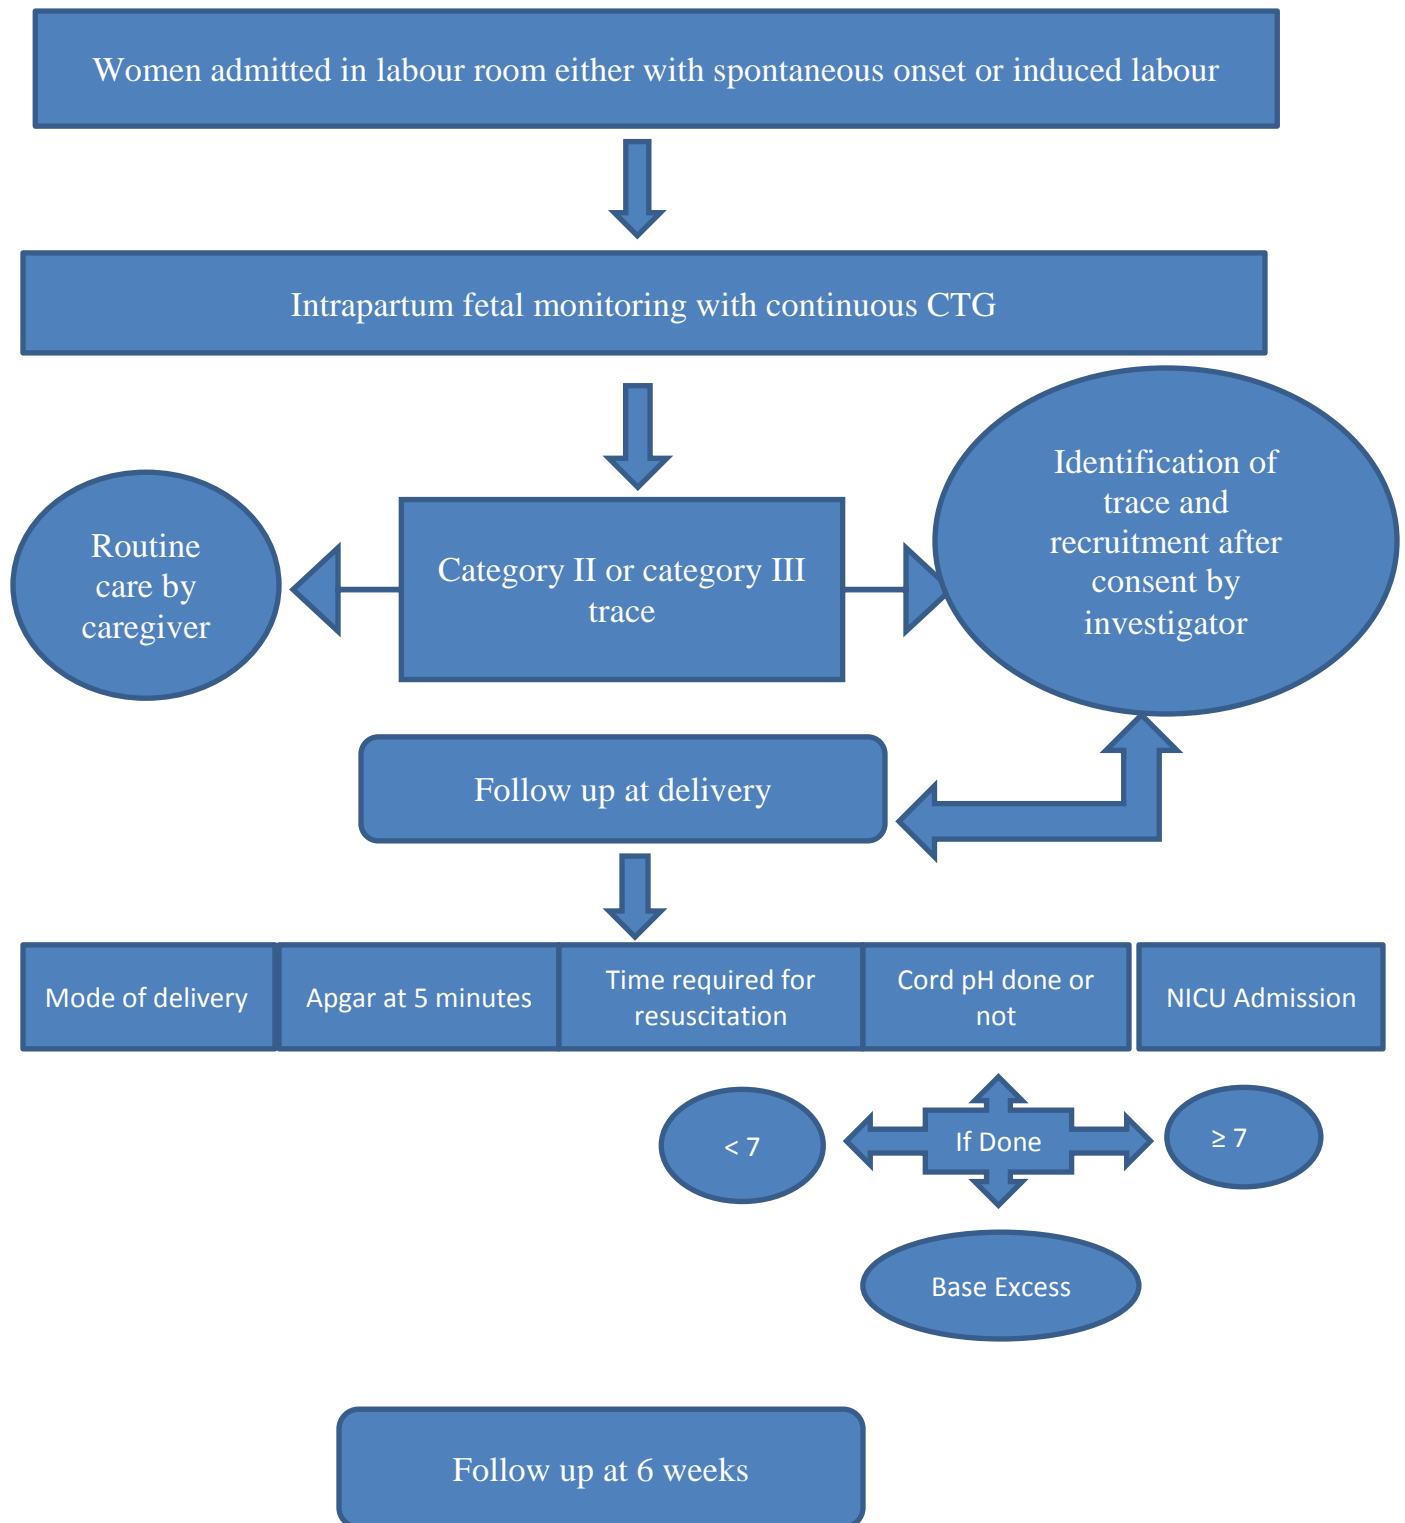 Women admitted in labour room either with spontaneous onset or induced labour
Intrapartum fetal monitoring with continuous CTG
Routine
care by
caregiver
Category II or category III
trace
Identification of
trace and
recruitment after
consent by
investigator
Follow up at delivery
Mode of delivery
Apgar at 5 minutes
Time required for
resuscitation
Cord pH done or
not
NICU Admission
< 7
If Done
≥ 7
Base Excess
Follow up at 6 weeks